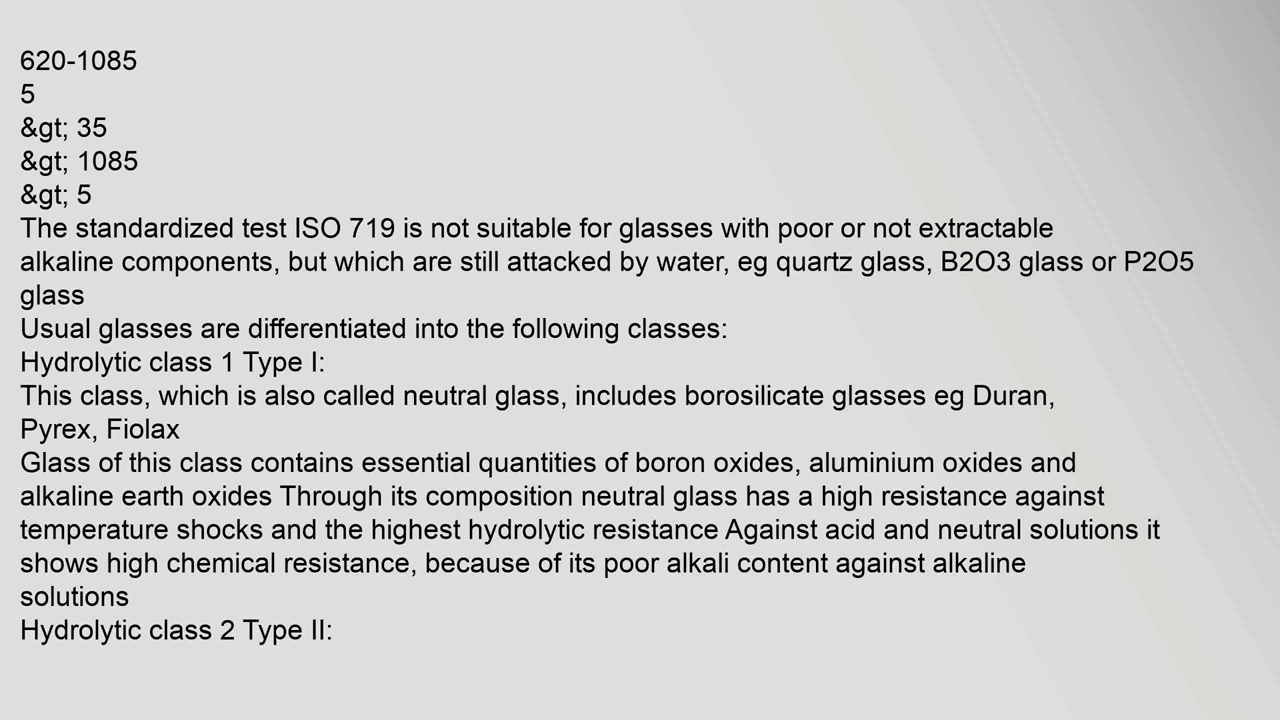 620-1085
5
&gt; 35
&gt; 1085
&gt; 5
The standardized test ISO 719 is not suitable for glasses with poor or not extractable
alkaline components, but which are still attacked by water, eg quartz glass, B2O3 glass or P2O5
glass
Usual glasses are differentiated into the following classes:
Hydrolytic class 1 Type I:
This class, which is also called neutral glass, includes borosilicate glasses eg Duran,
Pyrex, Fiolax
Glass of this class contains essential quantities of boron oxides, aluminium oxides and
alkaline earth oxides Through its composition neutral glass has a high resistance against
temperature shocks and the highest hydrolytic resistance Against acid and neutral solutions it
shows high chemical resistance, because of its poor alkali content against alkaline
solutions
Hydrolytic class 2 Type II: